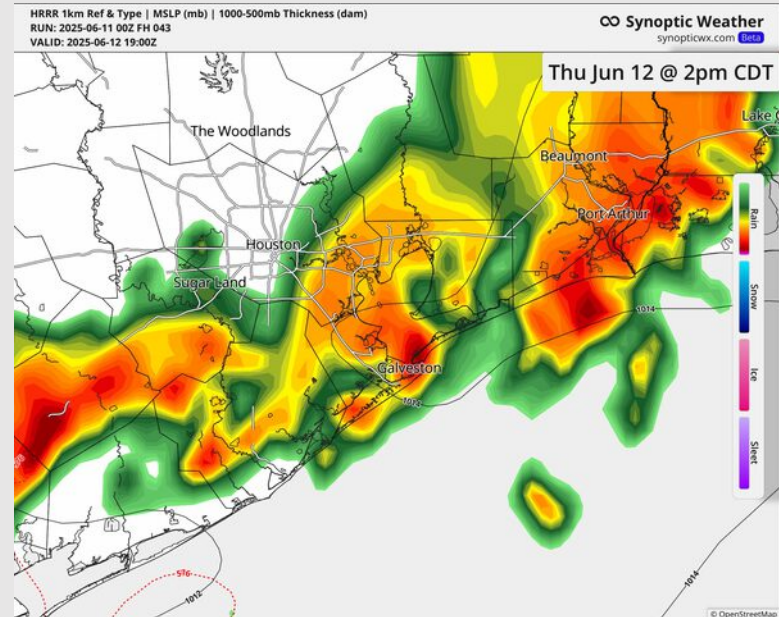 HRRR 1km Ref & Type | MSLP (mb) | 1000-500mb Thickness (dam)
RUN: 2025-06-11 00Z FH 043
VALID: 2025-06-12 19:00Z
Synoptic Weather
synopticwx.com Beta
Thu Jun 12 @ 2pm CDT
The Woodlands
Lake C
Beaumont
Port Arthur
Houston
Sugar Land
Galveston
1014
1014
576
1012
1014
Rain
Snow
Ice
Sleet
© OpenStreetMap